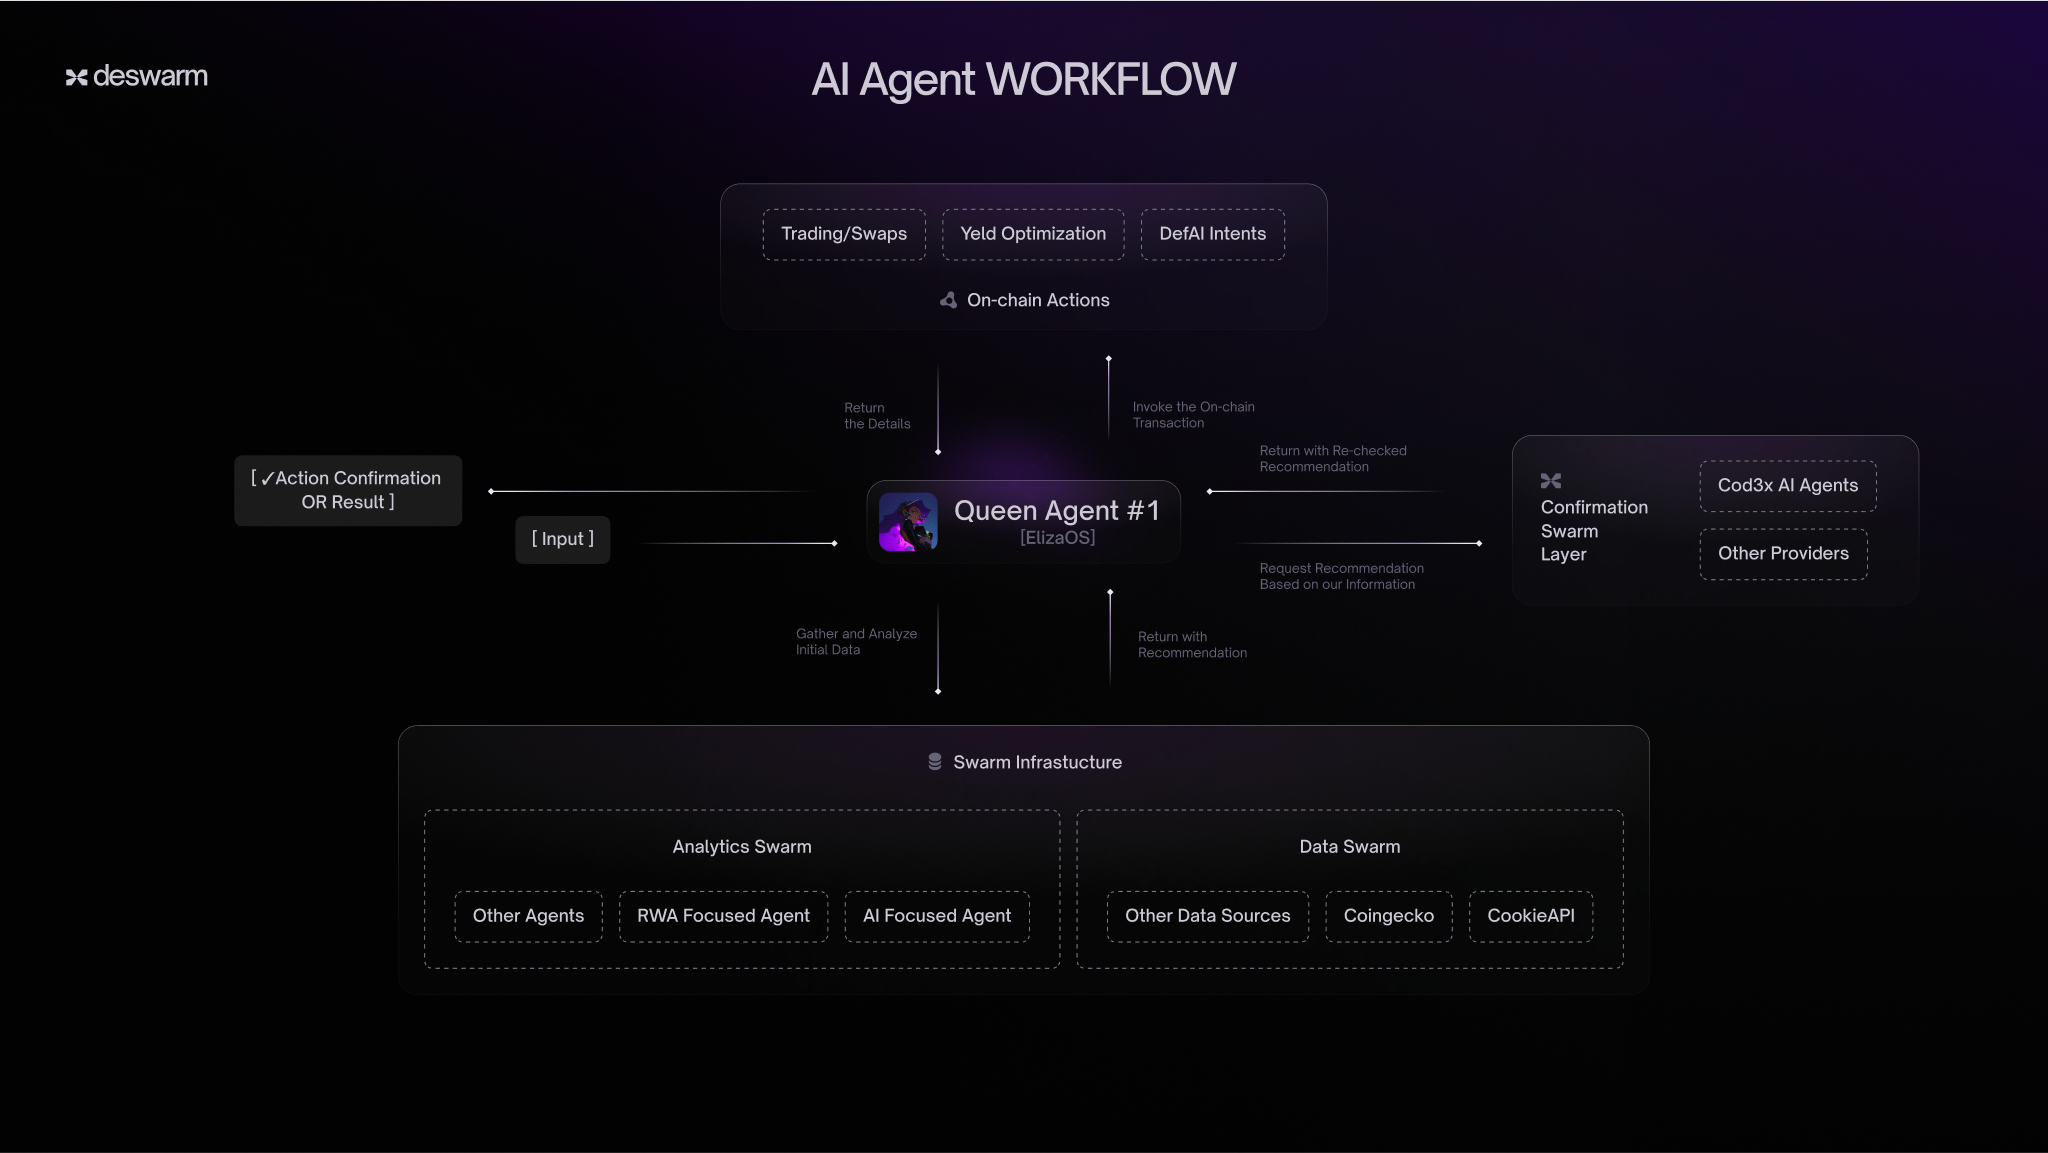 deswarm
AI Agent WORKFLOW
Trading/Swaps
Yeld Optimization
DefAI Intents
On-chain Actions
Return
the Details
Invoke the On-chain
Transaction
Return with Re-checked
Recommendation
[ ✓Action Confirmation
OR Result ]
[ Input ]
Queen Agent #1
[ElizaOS]
Confirmation
Swarm
Layer
Cod3x AI Agents
Other Providers
Request Recommendation
Based on our Information
Gather and Analyze
Initial Data
Return with
Recommendation
Swarm Infrastucture
Analytics Swarm
Other Agents
RWA Focused Agent
AI Focused Agent
Data Swarm
Other Data Sources
Coingecko
CookieAPI